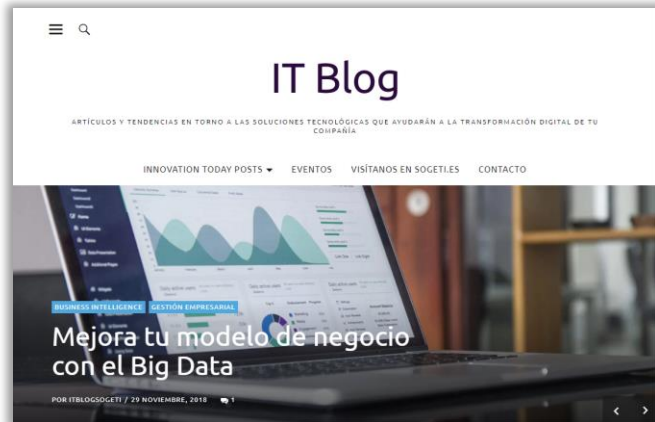 IT Blog
ARTÍCULOS Y TENDENCIAS EN TORNO A LAS SOLUCIONES TECNOLÓGICAS QUE AYUDARÁN A LA TRANSFORMACIÓN DIGITAL DE TU
COMPAÑÍA
INNOVATION TODAY POSTS EVENTOS VISÍTANOS EN SOGETI.ES CONTACTO
BUSINESS INTELLIGENCE GESTIÓN EMPRESARIAL
Mejora tu modelo de negocio
con el Big Data
POR ITBLOGSOGETI / 29 NOVIEMBRE, 2018 1